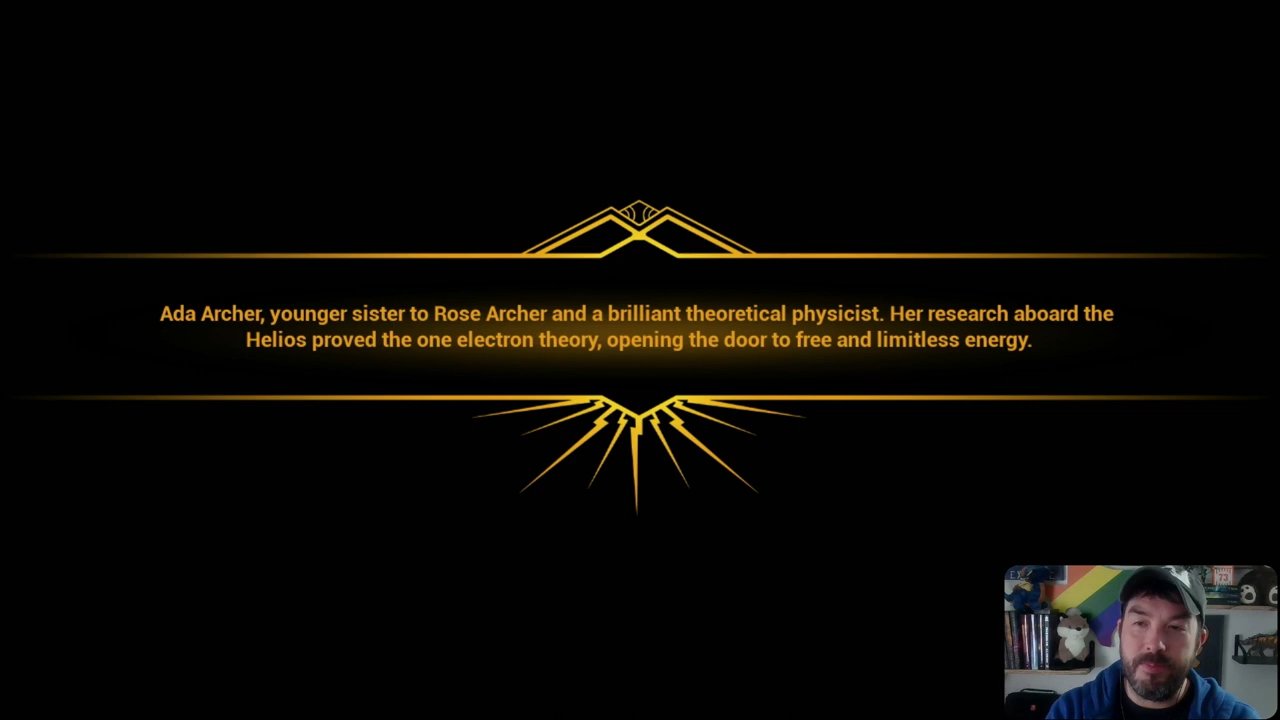 Ada Archer, younger sister to Rose Archer and a brilliant theoretical physicist. Her research aboard the
Helios proved the one electron theory, opening the door to free and limitless energy.
73